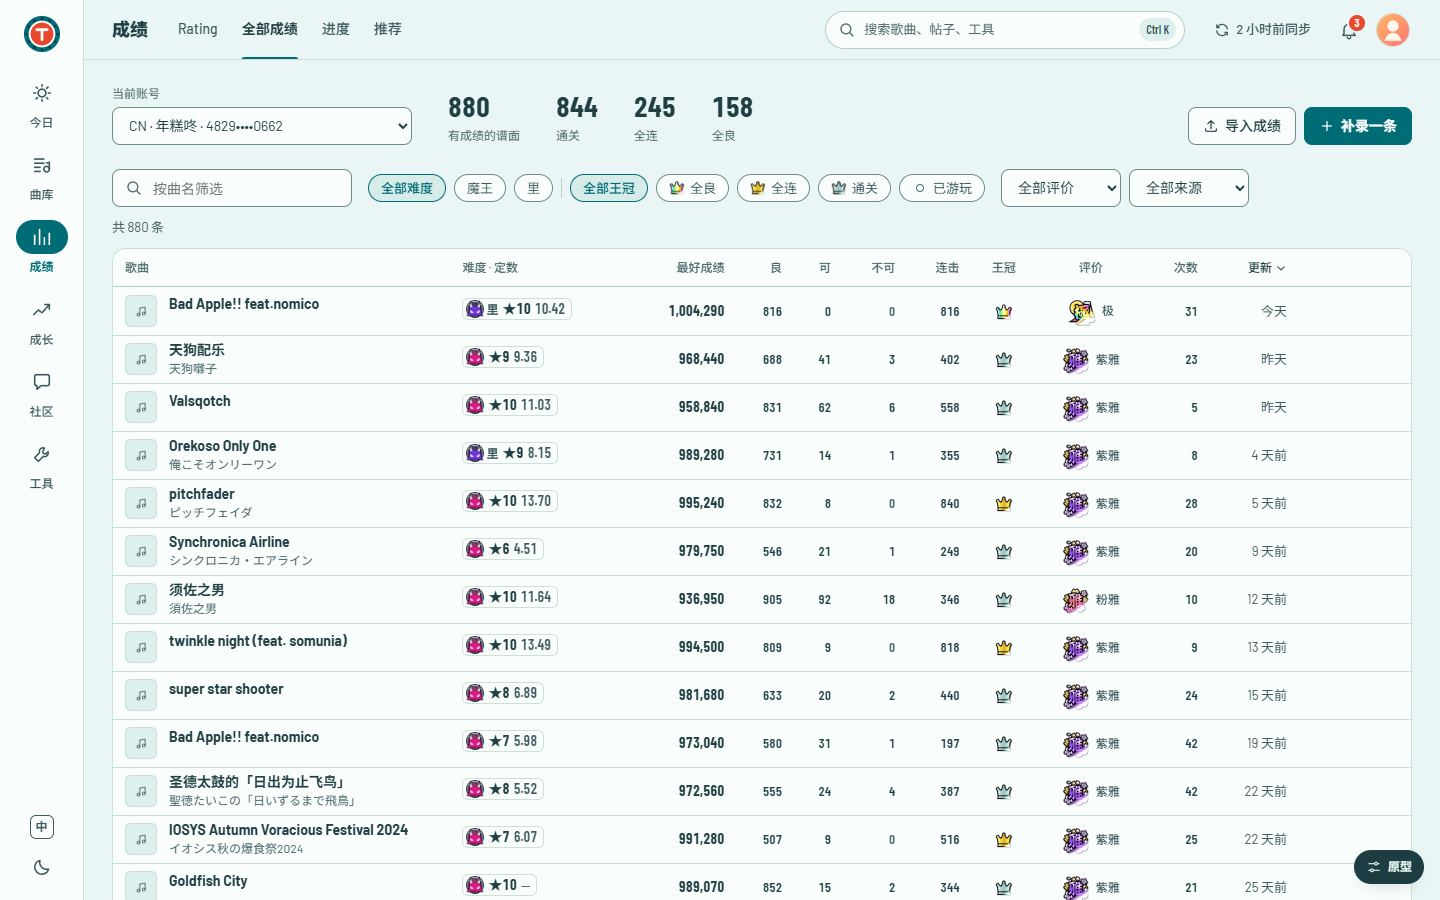 T
今日
曲库
成绩
成长
社区
工具
中
成绩 Rating 全部成绩 进度 推荐
搜索歌曲、帖子、工具 Ctrl K
2 小时前同步
3
当前账号
CN · 年糕咚 · 4829••••0662
880 844 245 158
有成绩的谱面 通关 全连 全良
导入成绩 + 补录一条
按曲名筛选 全部难度 魔王 里 全部王冠 全良 全连 通关 已游玩 全部评价 全部来源
共 880 条
歌曲 难度 · 定数 最好成绩 良 可 不可 连击 王冠 评价 次数 更新
Bad Apple!! feat.nomico 里 ★10 10.42 1,004,290 816 0 0 816 极 31 今天
天狗配乐 ★9 9.36 968,440 688 41 3 402 紫雅 23 昨天
天狗囃子
Valsqotch ★10 11.03 958,840 831 62 6 558 紫雅 5 昨天
Orekoso Only One 里 ★9 8.15 989,280 731 14 1 355 紫雅 8 4 天前
俺こそオンリーワン
pitchfader ★10 13.70 995,240 832 8 0 840 紫雅 28 5 天前
ピッチフェイダ
Synchronica Airline ★6 4.51 979,750 546 21 1 249 紫雅 20 9 天前
シンクロニカ・エアライン
须佐之男 ★10 11.64 936,950 905 92 18 346 粉雅 10 12 天前
須佐之男
twinkle night (feat. somunia) ★10 13.49 994,500 809 9 0 818 紫雅 9 13 天前
super star shooter ★8 6.89 981,680 633 20 2 440 紫雅 24 15 天前
Bad Apple!! feat.nomico ★7 5.98 973,040 580 31 1 197 紫雅 42 19 天前
圣德太鼓的「日出为止飞鸟」 ★8 5.52 972,560 555 24 4 387 紫雅 42 22 天前
聖徳たいこの「日いずるまで飛鳥」
IOSYS Autumn Voracious Festival 2024 ★7 6.07 991,280 507 9 0 516 紫雅 25 22 天前
イオシス秋の爆食祭2024
Goldfish City ★10 — 989,070 852 15 2 344 紫雅 21 25 天前
原型